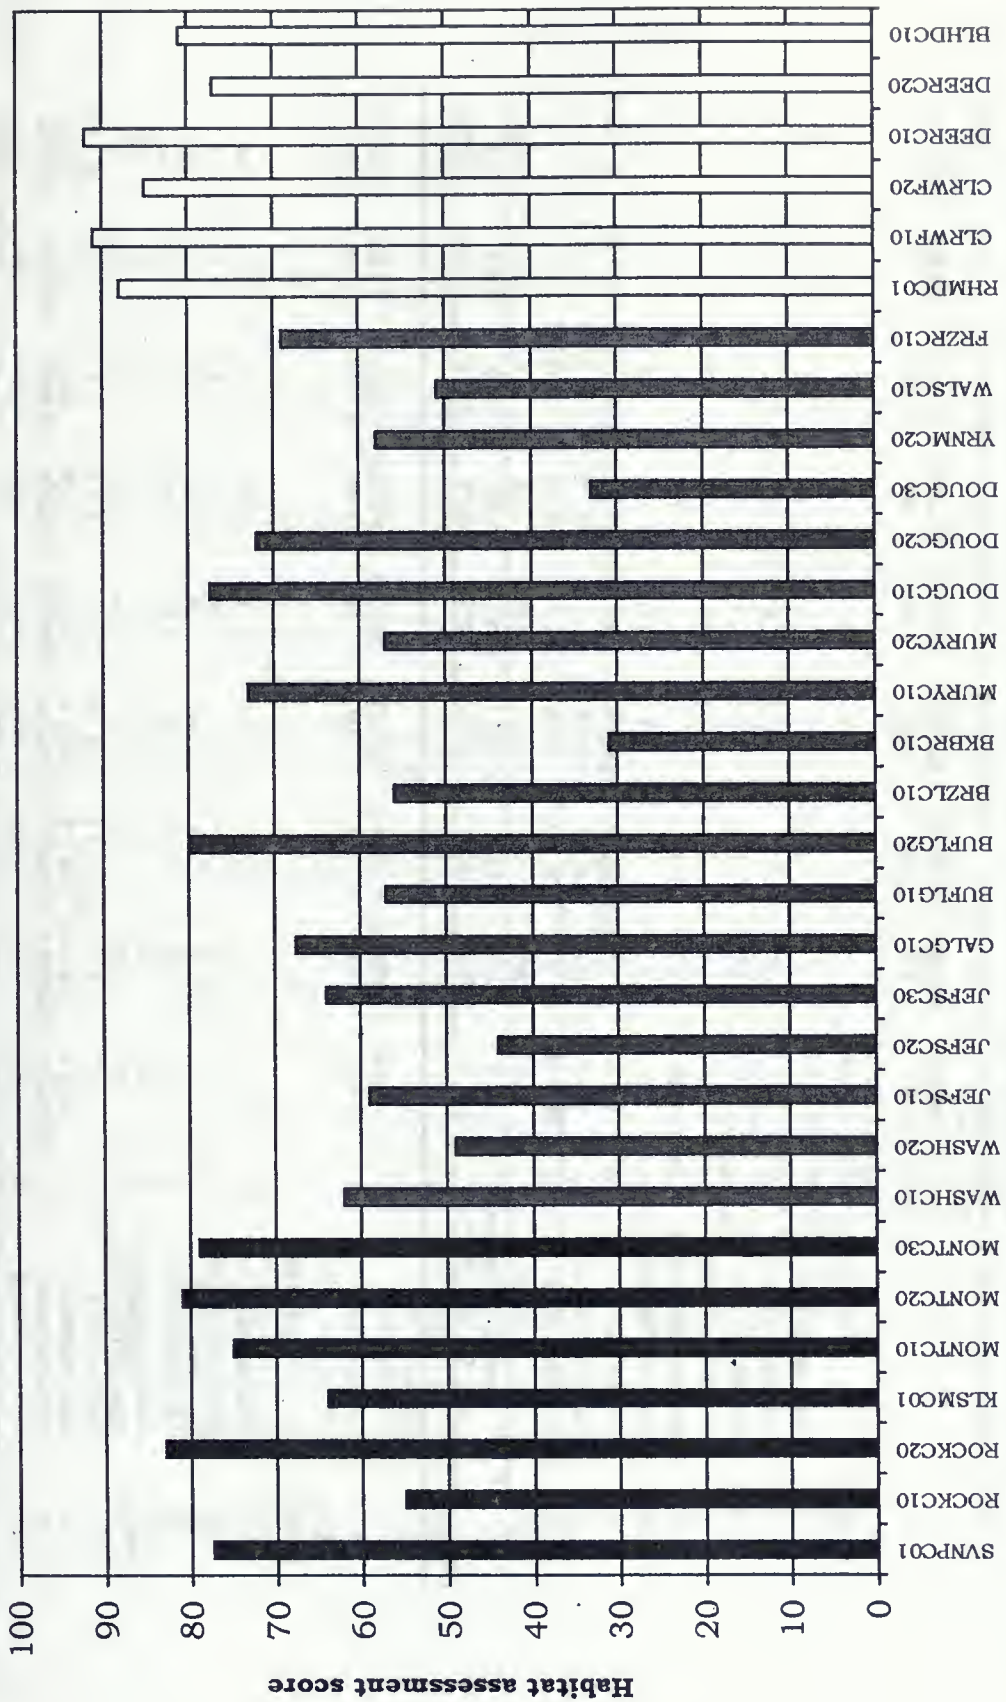 Habitat assessment score
100
90
80
70
60
50
40
30
20
10
0
SVNPC01
ROCKC10
ROCKC20
KLSMC01
MONTC10
MONTC20
MONTC30
WASHC10
WASHC20
JEFSC10
JEFSC20
JEFSC30
GALGC10
BUFLG10
BUFLG20
BRZLC10
BKBRC10
MURYC10
MURYC20
DOUGC10
DOUGC20
DOUGC30
YRNMC20
WALSC10
FRZRC10
RHMDC01
CLRWF10
CLRWF20
DEERC10
DEERC20
BLHDC10